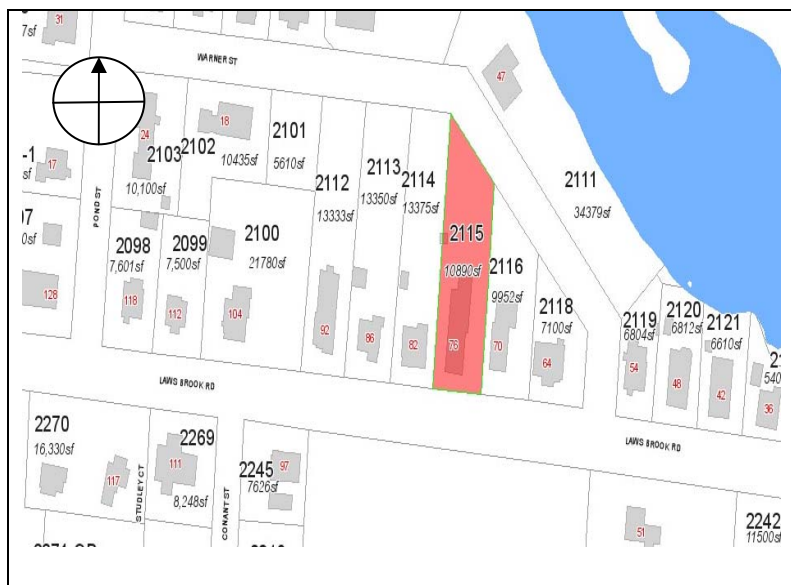 31
7sf
WARNER ST
47
18
24
2101
2102
2103
10435sf
5610sf
10,100sf
17
-1
sf
2113
13350sf
2112
13333sf
2114
13375sf
2111
34379sf
POND ST
07
0sf
2098
7,601sf
2099
7,500sf
2100
21780sf
2115
10890sf
2116
9952sf
2118
7100sf
128
118
112
104
92
86
82
70
64
2119
6804sf
2120
6812sf
2121
6610sf
540
54
48
42
36
LAWS BROOK RD
LAWS BROOK RD
2270
16,330sf
117
STUDLEY CT
2269
111
8,248sf
CONANT ST
2245
7626sf
97
51
2242
11500sf